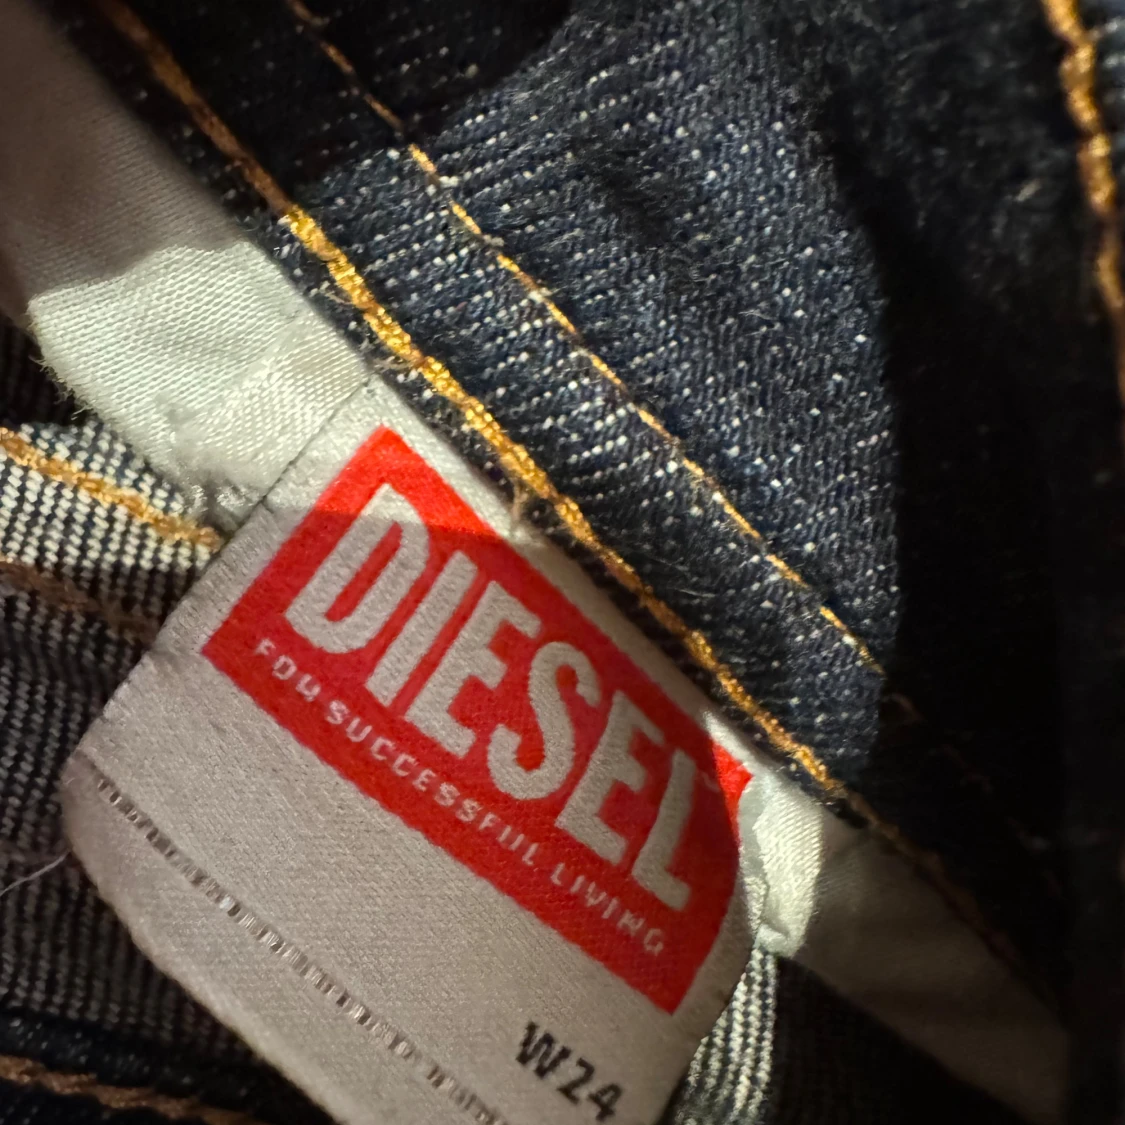 DIESEL
FOR SUCCESSFUL LIVING
W24